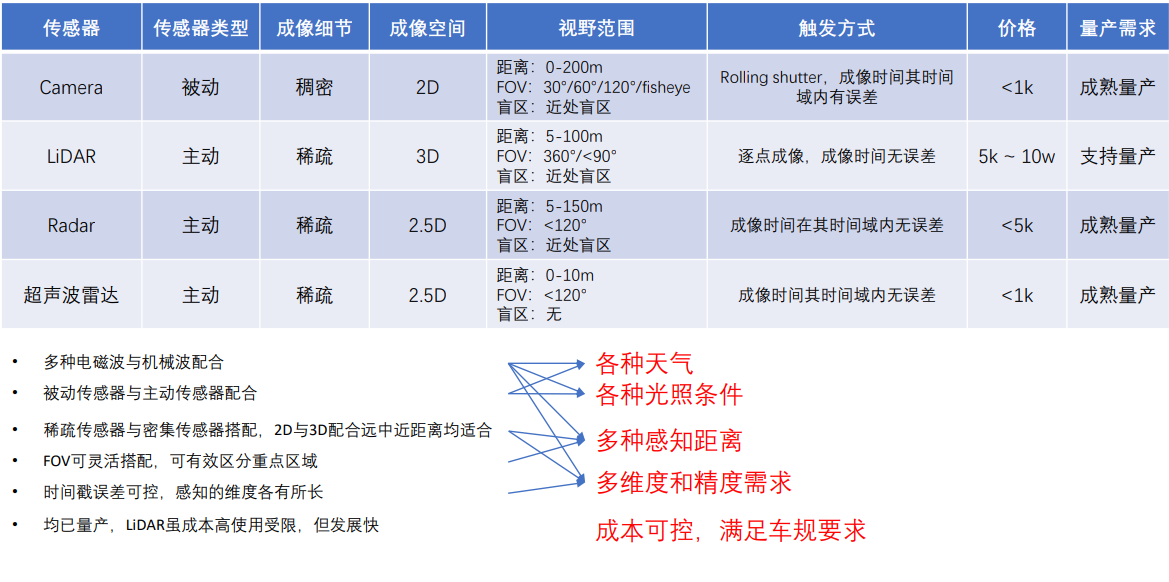 传感器 传感器类型 成像细节 成像空间 视野范围 触发方式 价格 量产需求
Camera 被动 稠密 2D
距离：0-200m
FOV：30°/60°/120°/fisheye
盲区：近处盲区
Rolling shutter，成像时间其时间
域内有误差
<1k 成熟量产
LiDAR 主动 稀疏 3D
距离：5-100m
FOV：360°/<90°
盲区：近处盲区
逐点成像，成像时间无误差 5k ~ 10w 支持量产
Radar 主动 稀疏 2.5D
距离：5-150m
FOV：<120°
盲区：近处盲区
成像时间在其时间域内无误差 <5k 成熟量产
超声波雷达 主动 稀疏 2.5D
距离：0-10m
FOV：<120°
盲区：无
成像时间其时间域内无误差 <1k 成熟量产
• 多种电磁波与机械波配合
• 被动传感器与主动传感器配合
• 稀疏传感器与密集传感器搭配，2D与3D配合远中近距离均适合
• FOV可灵活搭配，可有效区分重点区域
• 时间戳误差可控，感知的维度各有所长
• 均已量产，LiDAR虽成本高使用受限，但发展快
各种天气
各种光照条件
多种感知距离
多维度和精度需求
成本可控，满足车规要求